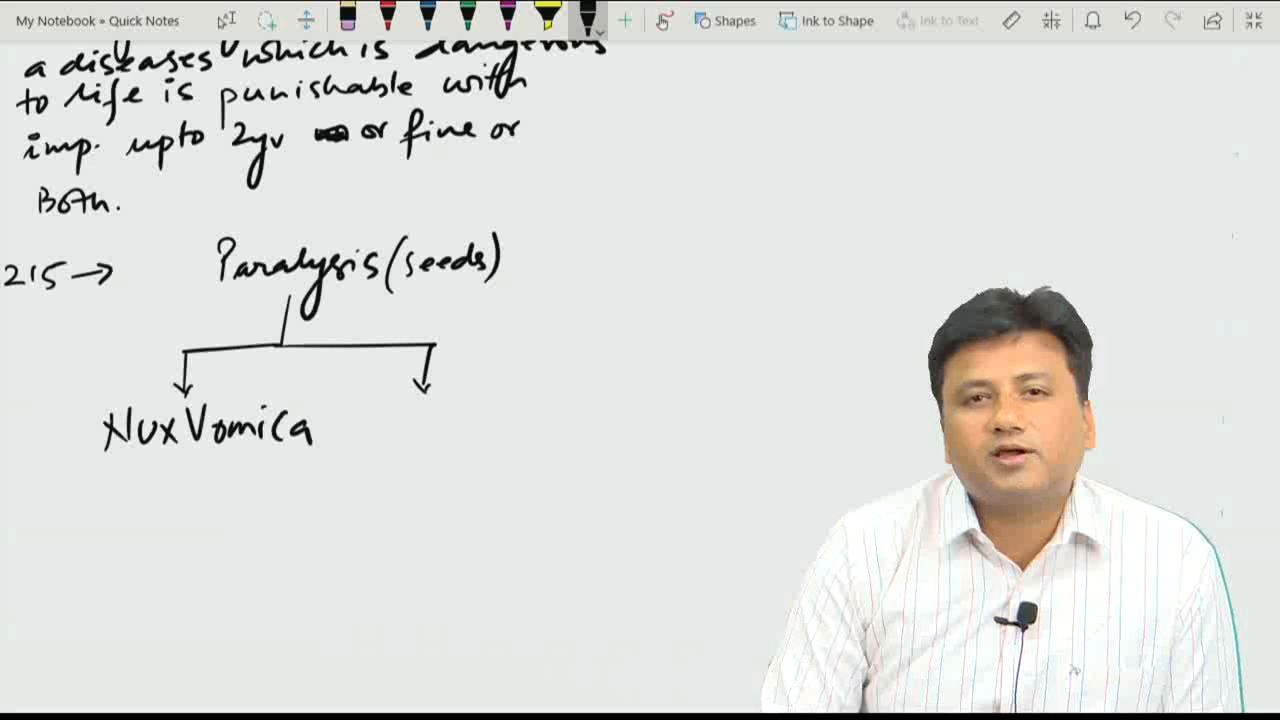 My Notebook » Quick Notes Shapes Ink to Shape Ink to Text
a diseases which is dangerous
to life is punishable with
imp. upto 2yr or fine or
Both.
215 → Paralysis (seeds)
Nux Vomica